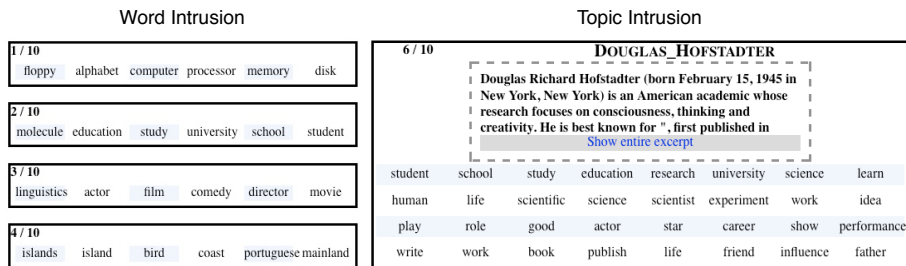 Word Intrusion
1 / 10
floppy alphabet computer processor memory disk
2 / 10
molecule education study university school student
3 / 10
linguistics actor film comedy director movie
4 / 10
islands island bird coast portuguese mainland
Topic Intrusion
6 / 10 DOUGLAS_HOFSTADTER
Douglas Richard Hofstadter (born February 15, 1945 in
New York, New York) is an American academic whose
research focuses on consciousness, thinking and
creativity. He is best known for ", first published in
Show entire excerpt
student school study education research university science learn
human life scientific science scientist experiment work idea
play role good actor star career show performance
write work book publish life friend influence father